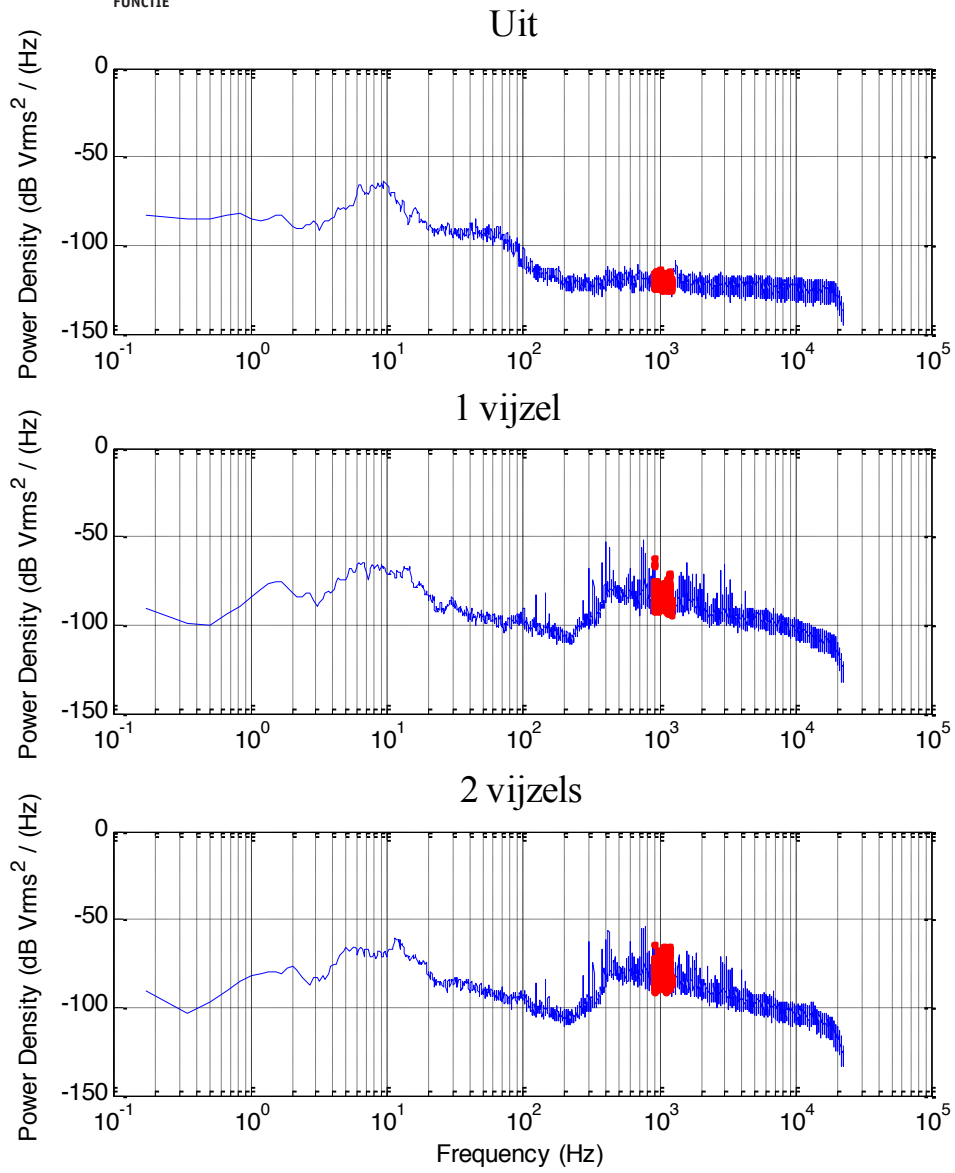 FUNCTIE
Uit
Power Density (dB Vrms² / (Hz)
0
-50
-100
-150
10⁻¹ 10⁰ 10¹ 10² 10³ 10⁴ 10⁵
1 vijzel
Power Density (dB Vrms² / (Hz)
0
-50
-100
-150
10⁻¹ 10⁰ 10¹ 10² 10³ 10⁴ 10⁵
2 vijzels
Power Density (dB Vrms² / (Hz)
0
-50
-100
-150
10⁻¹ 10⁰ 10¹ 10² 10³ 10⁴ 10⁵
Frequency (Hz)